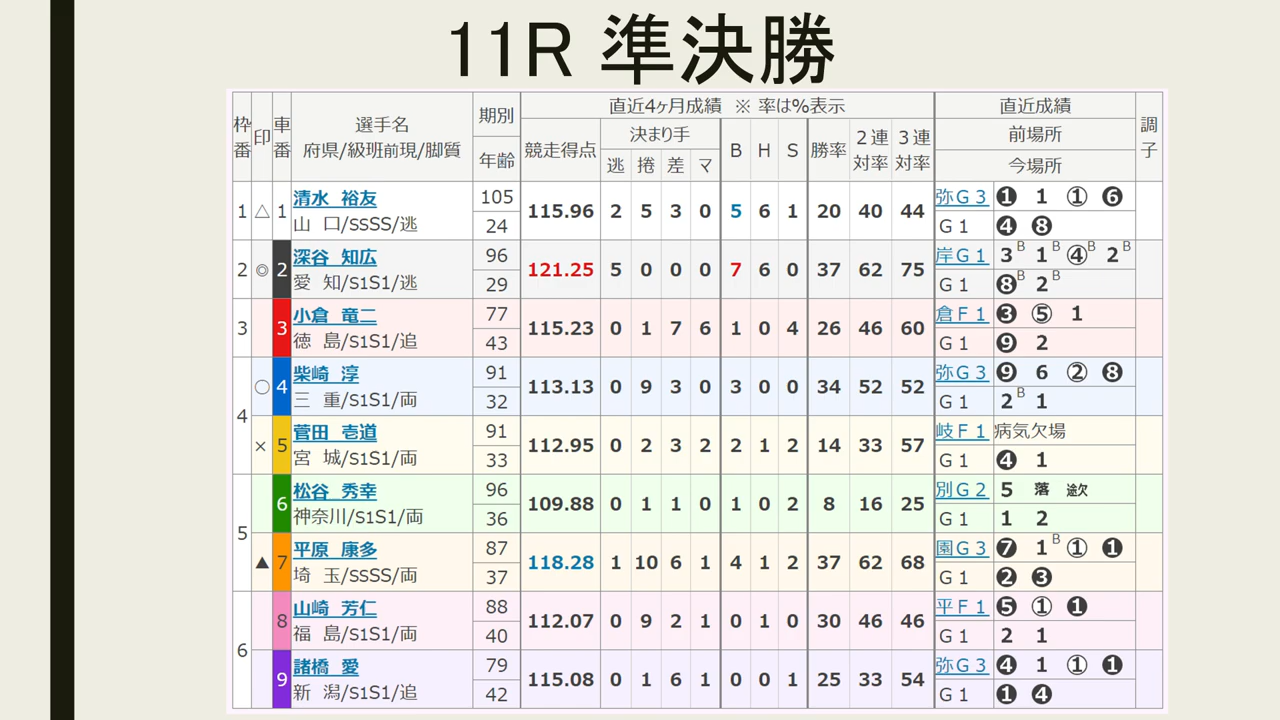 11R 準決勝
枠番 印 車番 選手名 府県/級班前現/脚質 期別 年齢 直近4ヶ月成績 ※ 率は%表示 直近成績 調子
競走得点 決まり手 B H S 勝率 2連対率 3連対率 前場所
逃 捲 差 マ 今場所
1 △ 1 清水 裕友 105 115.96 2 5 3 0 5 6 1 20 40 44 弥G3 ❶ 1 ① ❻
山 口/SSSS/逃 24 G1 ❹ ❽
2 ◎ 2 深谷 知広 96 121.25 5 0 0 0 7 6 0 37 62 75 岸G1 3B 1B ④B 2B
愛 知/S1S1/逃 29 G1 ❽B 2B
3 3 小倉 竜二 77 115.23 0 1 7 6 1 0 4 26 46 60 倉F1 ❸ ⑤ 1
徳 島/S1S1/追 43 G1 ❾ 2
4 ○ 4 柴崎 淳 91 113.13 0 9 3 0 3 0 0 34 52 52 弥G3 ❾ 6 ② ❽
三 重/S1S1/両 32 G1 2B 1
× 5 菅田 壱道 91 112.95 0 2 3 2 2 1 2 14 33 57 岐F1 病気欠場
宮 城/S1S1/両 33 G1 ❹ 1
5 6 松谷 秀幸 96 109.88 0 1 1 0 1 0 2 8 16 25 別G2 5 落 途欠
神奈川/S1S1/両 36 G1 1 2
▲ 7 平原 康多 87 118.28 1 10 6 1 4 1 2 37 62 68 園G3 ❼ 1B ① ❶
埼 玉/SSSS/両 37 G1 ❷ ❸
6 8 山崎 芳仁 88 112.07 0 9 2 1 0 1 0 30 46 46 平F1 ❺ ① ❶
福 島/S1S1/両 40 G1 2 1
9 諸橋 愛 79 115.08 0 1 6 1 0 0 1 25 33 54 弥G3 ❹ 1 ① ❶
新 潟/S1S1/追 42 G1 ❶ ❹